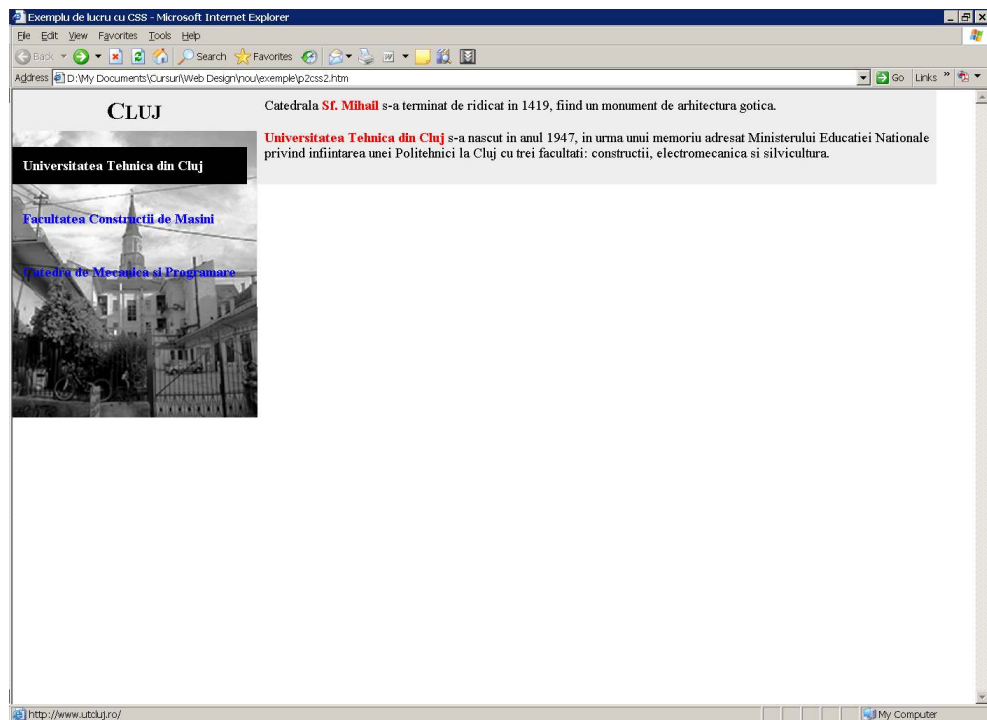 Exemplu de lucru cu CSS - Microsoft Internet Explorer
File Edit View Favorites Tools Help
Back Search Favorites
Address D:\My Documents\Cursuri\Web Design\nou\exemple\p2css2.htm Go Links »
CLUJ
Universitatea Tehnica din Cluj
Facultatea Constructii de Masini
Catedra de Mecanica si Programare
Catedrala Sf. Mihail s-a terminat de ridicat in 1419, fiind un monument de arhitectura gotica.
Universitatea Tehnica din Cluj s-a nascut in anul 1947, in urma unui memoriu adresat Ministerului Educatiei Nationale
privind infiintarea unei Politehnici la Cluj cu trei facultati: constructii, electromecanica si silvicultura.
http://www.utcluj.ro/ My Computer